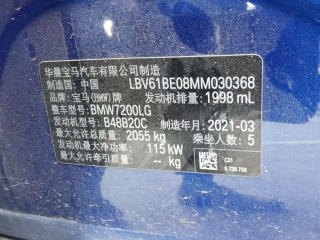 华晨宝马汽车有限公司制造
制造国：中国 LBV61BE08MM030368
品牌：宝马(BMW)牌 发动机排量：1998 mL
整车型号：BMW7200LG
发动机型号：B48B20C 制造年月：2021-03
最大允许总质量：2055 kg 乘坐人数：5
发动机最大净功率：115 kW
最大允许牵引质量：-- kg
C31